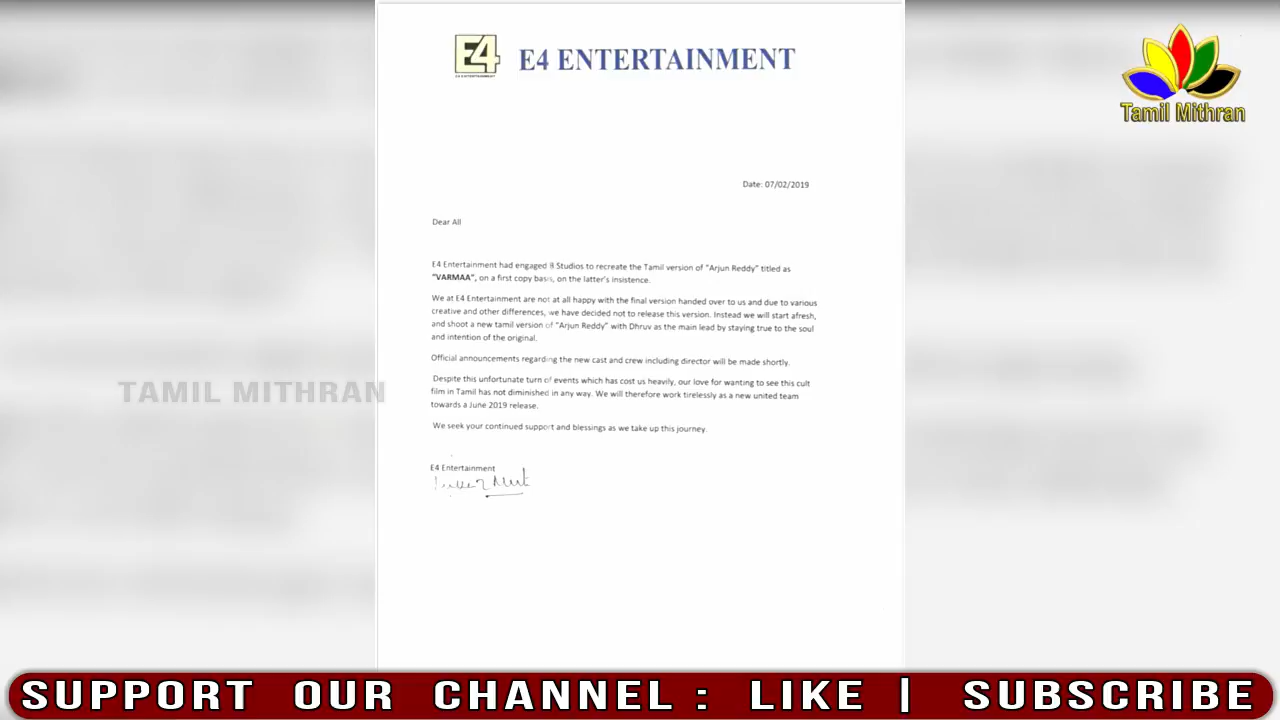 E4
E4 ENTERTAINMENT
E4 ENTERTAINMENT
Tamil Mithran
Date: 07/02/2019
Dear All
E4 Entertainment had engaged B Studios to recreate the Tamil version of "Arjun Reddy" titled as
"VARMAA", on a first copy basis, on the latter's insistence.
We at E4 Entertainment are not at all happy with the final version handed over to us and due to various
creative and other differences, we have decided not to release this version. Instead we will start afresh,
and shoot a new tamil version of "Arjun Reddy" with Dhruv as the main lead by staying true to the soul
and intention of the original.
Official announcements regarding the new cast and crew including director will be made shortly.
Despite this unfortunate turn of events which has cost us heavily, our love for wanting to see this cult
film in Tamil has not diminished in any way. We will therefore work tirelessly as a new united team
towards a June 2019 release.
We seek your continued support and blessings as we take up this journey.
TAMIL MITHRAN
E4 Entertainment
SUPPORT OUR CHANNEL : LIKE | SUBSCRIBE